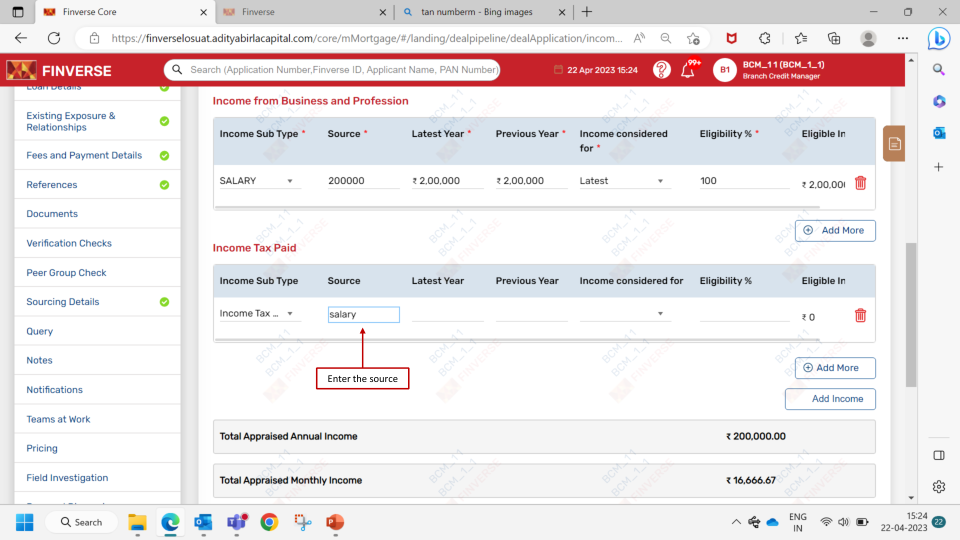 Finverse Core
Finverse
tan numberm - Bing images
https://finverselosuat.adityabirlacapital.com/core/mMortgage/#/landing/dealpipeline/dealApplication/incom...
FINVERSE
Search (Application Number,Finverse ID, Applicant Name, PAN Number)
22 Apr 2023 15:24
99+
B1
BCM_1 1 (BCM_1_1)
Branch Credit Manager
Loan Details
Existing Exposure &
Relationships
Fees and Payment Details
References
Documents
Verification Checks
Peer Group Check
Sourcing Details
Query
Notes
Notifications
Teams at Work
Pricing
Field Investigation
Income from Business and Profession
Income Sub Type * Source * Latest Year * Previous Year * Income considered for * Eligibility % * Eligible In
SALARY 200000 ₹ 2,00,000 ₹ 2,00,000 Latest 100 ₹ 2,00,00
Add More
Income Tax Paid
Income Sub Type Source Latest Year Previous Year Income considered for Eligibility % Eligible In
Income Tax ... salary ₹ 0
Enter the source
Add More
Add Income
Total Appraised Annual Income ₹ 200,000.00
Total Appraised Monthly Income ₹ 16,666.67
BCM_1 1
BCM_1_1
FINVERSE
Search
ENG
IN
15:24
22-04-2023
22